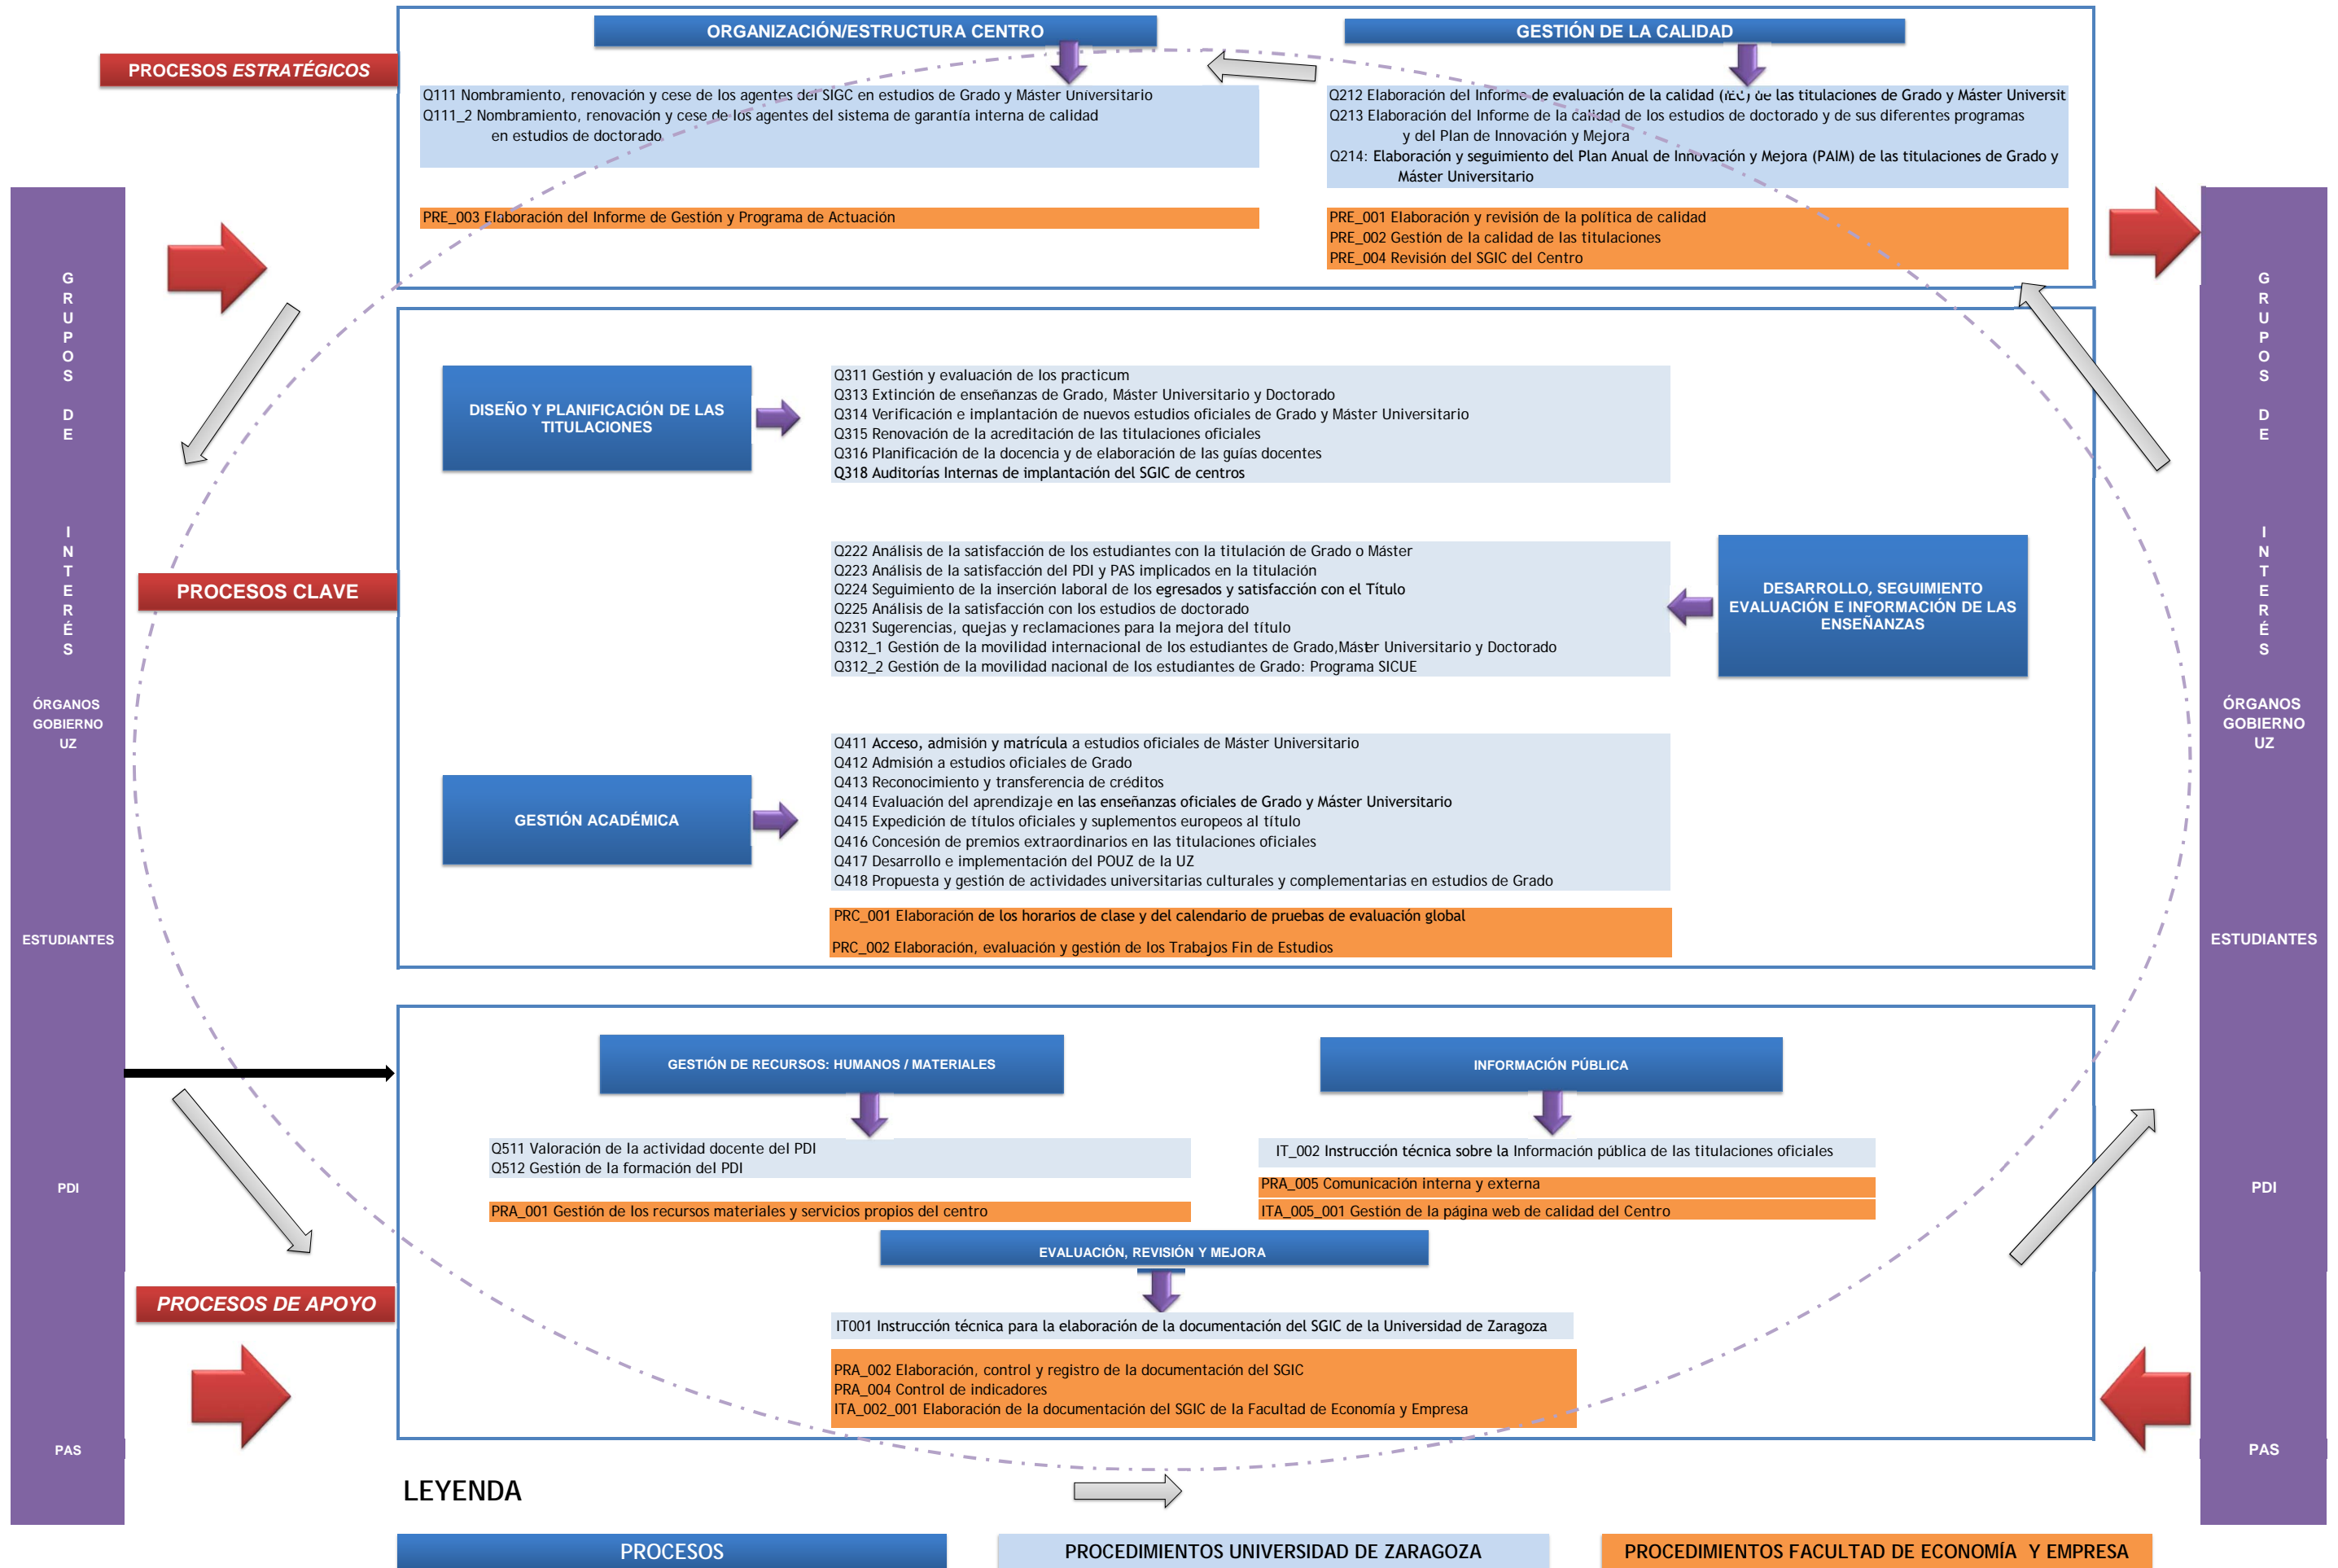 ORGANIZACIÓN/ESTRUCTURA CENTRO
GESTIÓN DE LA CALIDAD
PROCESOS ESTRATÉGICOS
Q111 Nombramiento, renovación y cese de los agentes del SIGC en estudios de Grado y Máster Universitario
Q111_2 Nombramiento, renovación y cese de los agentes del sistema de garantía interna de calidad
en estudios de doctorado
Q212 Elaboración del Informe de evaluación de la calidad (IEC) de las titulaciones de Grado y Máster Universit
Q213 Elaboración del Informe de la calidad de los estudios de doctorado y de sus diferentes programas
y del Plan de Innovación y Mejora
Q214: Elaboración y seguimiento del Plan Anual de Innovación y Mejora (PAIM) de las titulaciones de Grado y
Máster Universitario
PRE_003 Elaboración del Informe de Gestión y Programa de Actuación
PRE_001 Elaboración y revisión de la política de calidad
PRE_002 Gestión de la calidad de las titulaciones
PRE_004 Revisión del SGIC del Centro
G
R
U
P
O
S
D
E
I
N
T
E
R
É
S
ÓRGANOS
GOBIERNO
UZ
ESTUDIANTES
PDI
PAS
PROCESOS CLAVE
DISEÑO Y PLANIFICACIÓN DE LAS
TITULACIONES
Q311 Gestión y evaluación de los practicum
Q313 Extinción de enseñanzas de Grado, Máster Universitario y Doctorado
Q314 Verificación e implantación de nuevos estudios oficiales de Grado y Máster Universitario
Q315 Renovación de la acreditación de las titulaciones oficiales
Q316 Planificación de la docencia y de elaboración de las guías docentes
Q318 Auditorías Internas de implantación del SGIC de centros
Q222 Análisis de la satisfacción de los estudiantes con la titulación de Grado o Máster
Q223 Análisis de la satisfacción del PDI y PAS implicados en la titulación
Q224 Seguimiento de la inserción laboral de los egresados y satisfacción con el Título
Q225 Análisis de la satisfacción con los estudios de doctorado
Q231 Sugerencias, quejas y reclamaciones para la mejora del título
Q312_1 Gestión de la movilidad internacional de los estudiantes de Grado,Máster Universitario y Doctorado
Q312_2 Gestión de la movilidad nacional de los estudiantes de Grado: Programa SICUE
DESARROLLO, SEGUIMIENTO
EVALUACIÓN E INFORMACIÓN DE LAS
ENSEÑANZAS
GESTIÓN ACADÉMICA
Q411 Acceso, admisión y matrícula a estudios oficiales de Máster Universitario
Q412 Admisión a estudios oficiales de Grado
Q413 Reconocimiento y transferencia de créditos
Q414 Evaluación del aprendizaje en las enseñanzas oficiales de Grado y Máster Universitario
Q415 Expedición de títulos oficiales y suplementos europeos al título
Q416 Concesión de premios extraordinarios en las titulaciones oficiales
Q417 Desarrollo e implementación del POUZ de la UZ
Q418 Propuesta y gestión de actividades universitarias culturales y complementarias en estudios de Grado
PRC_001 Elaboración de los horarios de clase y del calendario de pruebas de evaluación global
PRC_002 Elaboración, evaluación y gestión de los Trabajos Fin de Estudios
GESTIÓN DE RECURSOS: HUMANOS / MATERIALES
INFORMACIÓN PÚBLICA
Q511 Valoración de la actividad docente del PDI
Q512 Gestión de la formación del PDI
PRA_001 Gestión de los recursos materiales y servicios propios del centro
IT_002 Instrucción técnica sobre la Información pública de las titulaciones oficiales
PRA_005 Comunicación interna y externa
ITA_005_001 Gestión de la página web de calidad del Centro
EVALUACIÓN, REVISIÓN Y MEJORA
PROCESOS DE APOYO
IT001 Instrucción técnica para la elaboración de la documentación del SGIC de la Universidad de Zaragoza
PRA_002 Elaboración, control y registro de la documentación del SGIC
PRA_004 Control de indicadores
ITA_002_001 Elaboración de la documentación del SGIC de la Facultad de Economía y Empresa
G
R
U
P
O
S
D
E
I
N
T
E
R
É
S
ÓRGANOS
GOBIERNO
UZ
ESTUDIANTES
PDI
PAS
LEYENDA
PROCESOS
PROCEDIMIENTOS UNIVERSIDAD DE ZARAGOZA
PROCEDIMIENTOS FACULTAD DE ECONOMÍA Y EMPRESA